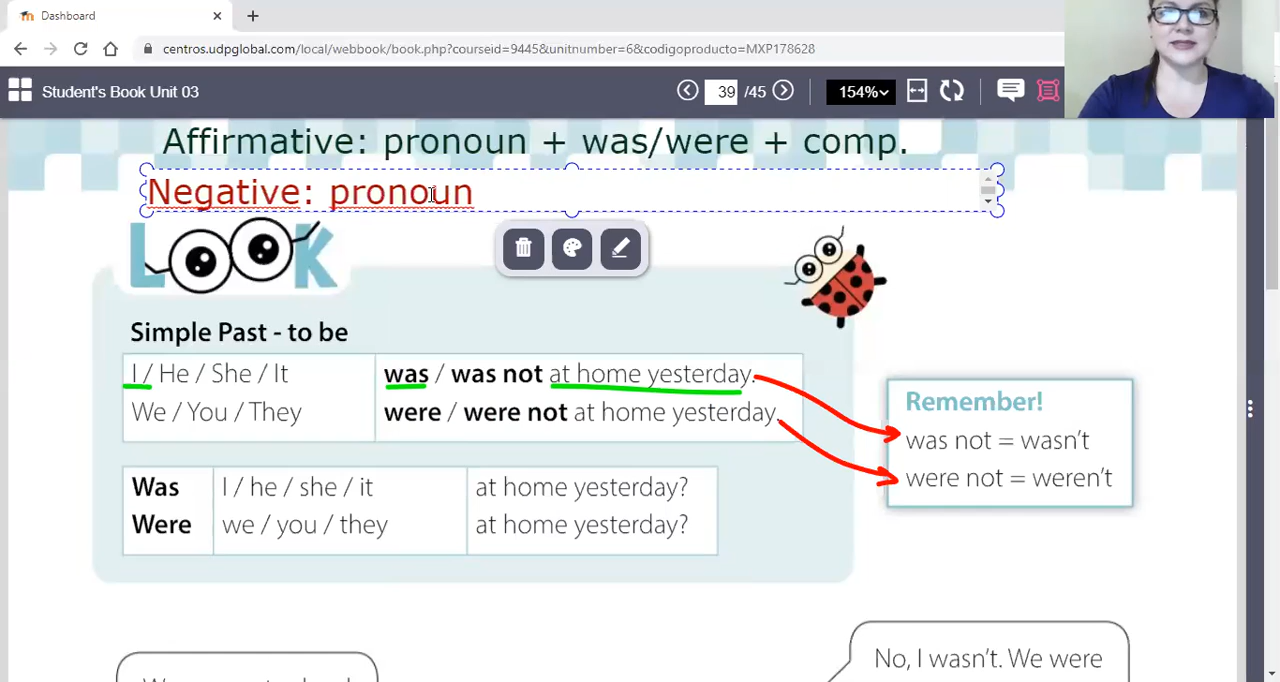 Dashboard
centros.udpglobal.com/local/webbook/book.php?courseid=9445&unitnumber=6&codigoproducto=MXP178628
Student's Book Unit 03
39 /45
154%
Affirmative: pronoun + was/were + comp.
Negative: pronoun
LOOK
Simple Past - to be
I / He / She / It was / was not at home yesterday.
We / You / They were / were not at home yesterday.
Remember!
was not = wasn't
were not = weren't
Was I / he / she / it at home yesterday?
Were we / you / they at home yesterday?
No, I wasn't. We were